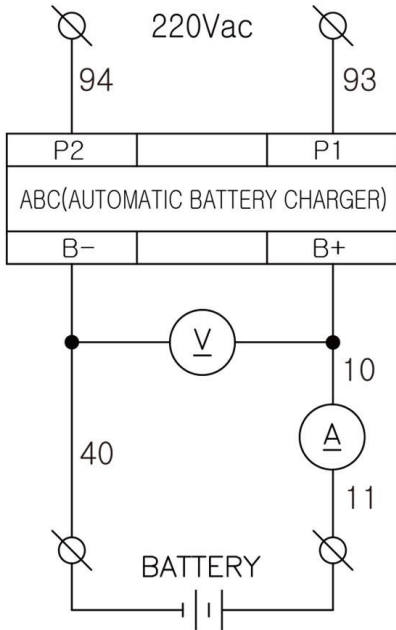 220Vac
94 93
P2 P1
ABC(AUTOMATIC BATTERY CHARGER)
B- B+
V
10
A
40
11
BATTERY